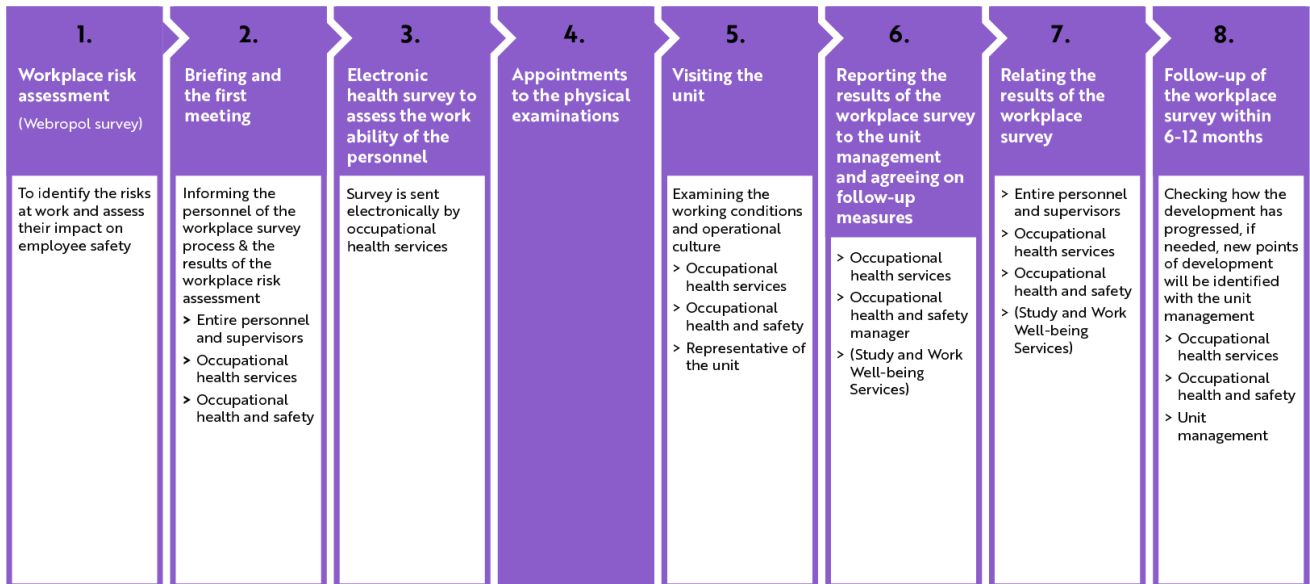 1.
Workplace risk
assessment
(Webropol survey)
To identify the risks
at work and assess
their impact on
employee safety
2.
Briefing and
the first
meeting
Informing the
personnel of the
workplace survey
process & the
results of the
workplace risk
assessment
> Entire personnel
and supervisors
> Occupational
health services
> Occupational
health and safety
3.
Electronic
health survey to
assess the work
ability of the
personnel
Survey is sent
electronically by
occupational
health services
4.
Appointments
to the physical
examinations
5.
Visiting the
unit
Examining the
working conditions
and operational
culture
> Occupational
health services
> Occupational
health and safety
> Representative of
the unit
6.
Reporting the
results of the
workplace survey
to the unit
management
and agreeing on
follow-up
measures
> Occupational
health services
> Occupational
health and safety
manager
> (Study and Work
Well-being
Services)
7.
Relating the
results of the
workplace
survey
> Entire personnel
and supervisors
> Occupational
health services
> Occupational
health and safety
> (Study and Work
Well-being
Services)
8.
Follow-up of
the workplace
survey within
6-12 months
Checking how the
development has
progressed, if
needed, new points
of development
will be identified
with the unit
management
> Occupational
health services
> Occupational
health and safety
> Unit
management